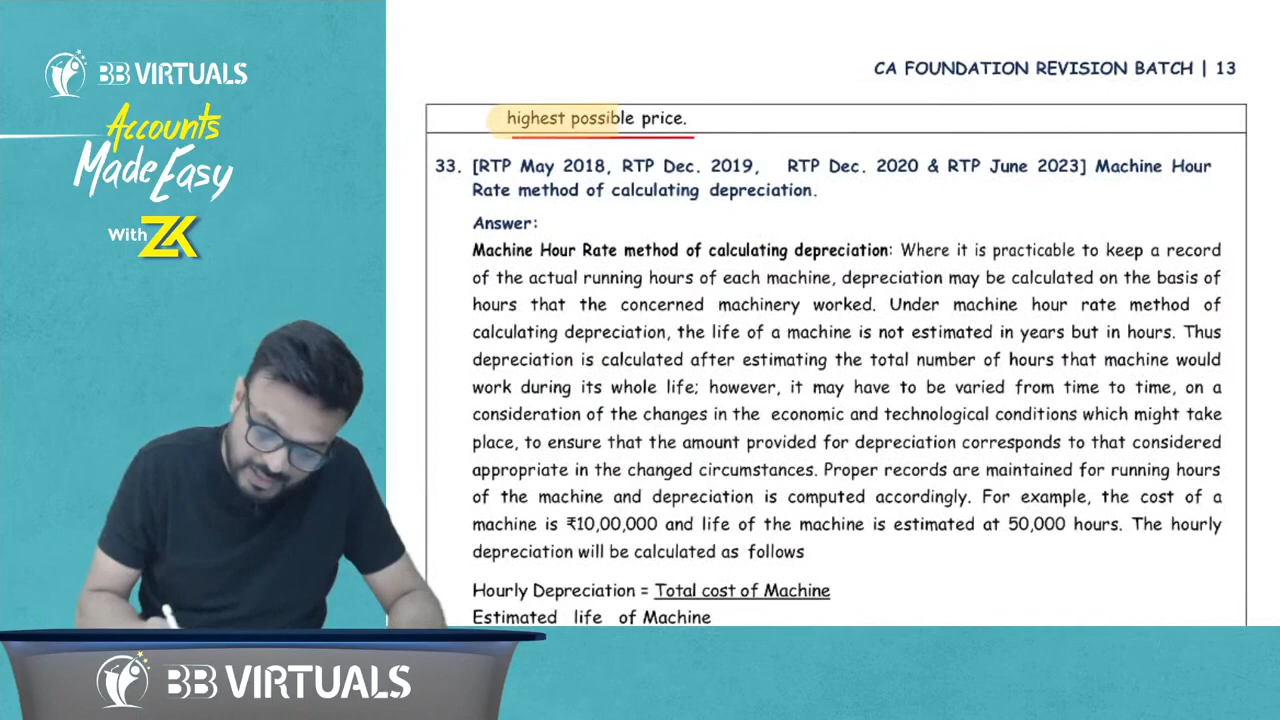 BB VIRTUALS
Accounts
Made Easy
With ZK
CA FOUNDATION REVISION BATCH | 13
highest possible price.
33. [RTP May 2018, RTP Dec. 2019, RTP Dec. 2020 & RTP June 2023] Machine Hour
Rate method of calculating depreciation.
Answer:
Machine Hour Rate method of calculating depreciation: Where it is practicable to keep a record
of the actual running hours of each machine, depreciation may be calculated on the basis of
hours that the concerned machinery worked. Under machine hour rate method of
calculating depreciation, the life of a machine is not estimated in years but in hours. Thus
depreciation is calculated after estimating the total number of hours that machine would
work during its whole life; however, it may have to be varied from time to time, on a
consideration of the changes in the economic and technological conditions which might take
place, to ensure that the amount provided for depreciation corresponds to that considered
appropriate in the changed circumstances. Proper records are maintained for running hours
of the machine and depreciation is computed accordingly. For example, the cost of a
machine is ₹10,00,000 and life of the machine is estimated at 50,000 hours. The hourly
depreciation will be calculated as follows
Hourly Depreciation = Total cost of Machine
Estimated life of Machine
BB VIRTUALS